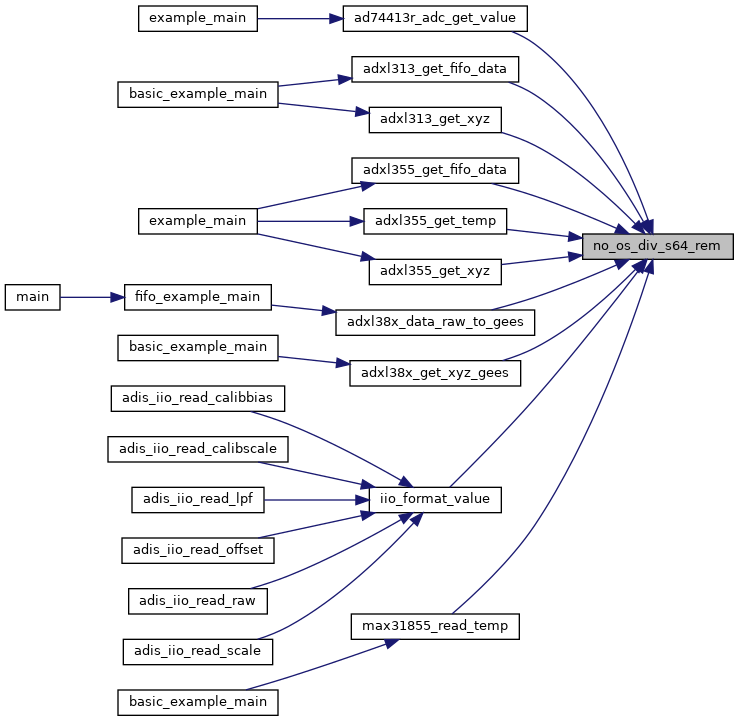 example_main
ad74413r_adc_get_value
adxl313_get_fifo_data
basic_example_main
adxl313_get_xyz
adxl355_get_fifo_data
example_main
adxl355_get_temp
no_os_div_s64_rem
adxl355_get_xyz
main
fifo_example_main
adxl38x_data_raw_to_gees
basic_example_main
adxl38x_get_xyz_gees
adis_iio_read_calibbias
adis_iio_read_calibscale
adis_iio_read_lpf
iio_format_value
adis_iio_read_offset
adis_iio_read_raw
max31855_read_temp
adis_iio_read_scale
basic_example_main